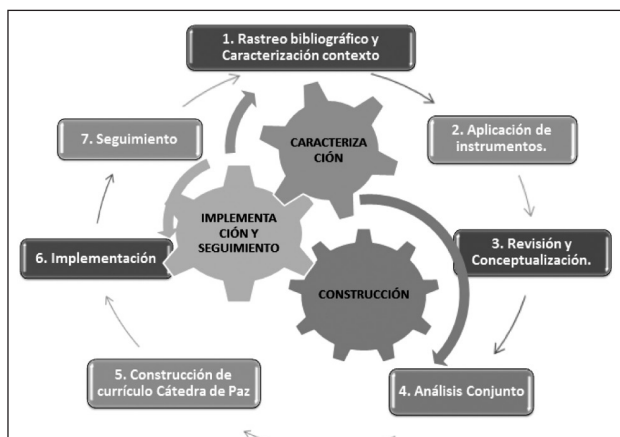 1. Rastreo bibliográfico y
Caracterización contexto
2. Aplicación de
instrumentos.
3. Revisión y
Conceptualización.
4. Análisis Conjunto
5. Construcción de
currículo Cátedra de Paz
6. Implementación
7. Seguimiento
CARACTERIZA
CIÓN
IMPLEMENTA
CIÓN Y
SEGUIMIENTO
CONSTRUCCIÓN